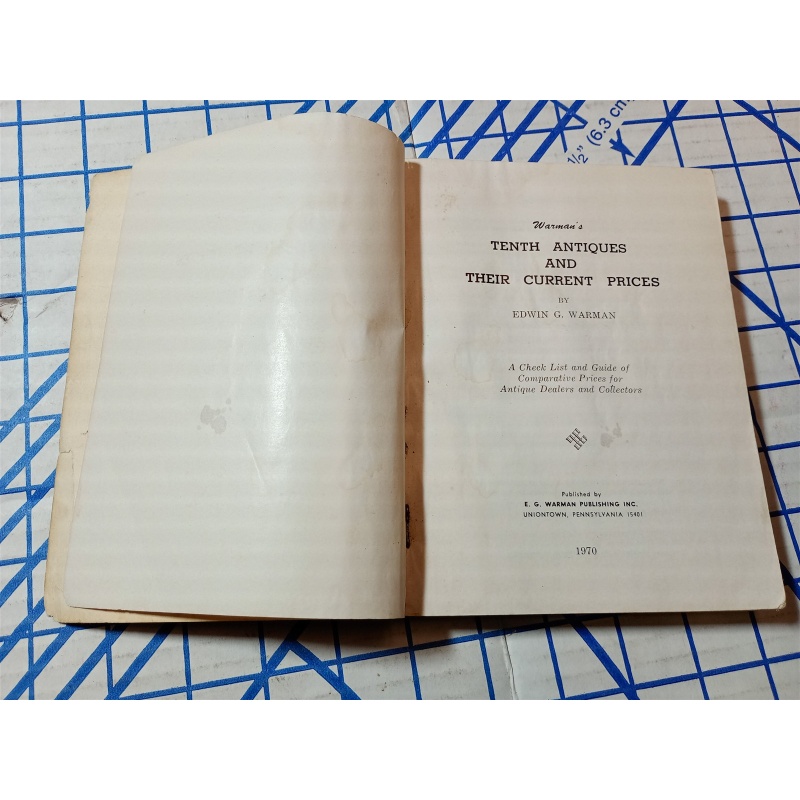 ½" (6.3 cm
Warman's
TENTH ANTIQUES
AND
THEIR CURRENT PRICES
BY
EDWIN G. WARMAN
A Check List and Guide of
Comparative Prices for
Antique Dealers and Collectors
Published by
E. G. WARMAN PUBLISHING INC.
UNIONTOWN, PENNSYLVANIA 15401
1970